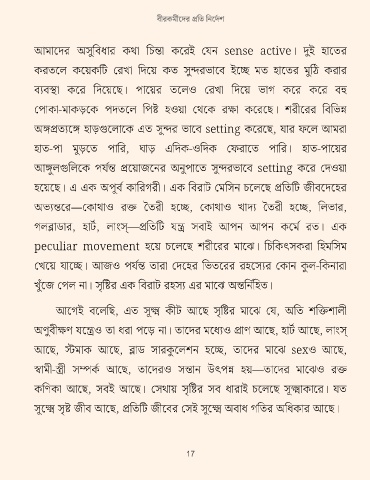 বীরকর্মীদের প্রতি নির্দেশ
আমাদের অসুবিধার কথা চিন্তা করেই যেন sense active। দুই হাতের
করতলে কয়েকটি রেখা দিয়ে কত সুন্দরভাবে ইচ্ছে মত হাতের মুঠি করার
ব্যবস্থা করে দিয়েছে। পায়ের তলেও রেখা দিয়ে ভাগ করে করে বহু
পোকা-মাকড়কে পদতলে পিষ্ট হওয়া থেকে রক্ষা করেছে। শরীরের বিভিন্ন
অঙ্গপ্রত্যঙ্গে হাড়গুলোকে এত সুন্দর ভাবে setting করেছে, যার ফলে আমরা
হাত-পা মুড়তে পারি, ঘাড় এদিক-ওদিক ফেরাতে পারি। হাত-পায়ের
আঙ্গুলগুলিকে পর্যন্ত প্রয়োজনের অনুপাতে সুন্দরভাবে setting করে দেওয়া
হয়েছে। এ এক অপূর্ব কারিগরী। এক বিরাট মেসিন চলেছে প্রতিটি জীবদেহের
অভ্যন্তরে—কোথাও রক্ত তৈরী হচ্ছে, কোথাও খাদ্য তৈরী হচ্ছে, লিভার,
গলব্লাডার, হার্ট, লাংস্—প্রতিটি যন্ত্র সবাই আপন আপন কর্মে রত। এক
peculiar movement হয়ে চলেছে শরীরের মাঝে। চিকিৎসকরা হিমসিম
খেয়ে যাচ্ছে। আজও পর্যন্ত তারা দেহের ভিতরের রহস্যের কোন কুল-কিনারা
খুঁজে পেল না। সৃষ্টির এক বিরাট রহস্য এর মাঝে অন্তর্নিহিত।
আগেই বলেছি, এত সূক্ষ্ম কীট আছে সৃষ্টির মাঝে যে, অতি শক্তিশালী
অণুবীক্ষণ যন্ত্রেও তা ধরা পড়ে না। তাদের মধ্যেও প্রাণ আছে, হার্ট আছে, লাংস্
আছে, স্টমাক আছে, ব্লাড সারকুলেশন হচ্ছে, তাদের মাঝে sexও আছে,
স্বামী-স্ত্রী সম্পর্ক আছে, তাদেরও সন্তান উৎপন্ন হয়—তাদের মাঝেও রক্ত
কণিকা আছে, সবই আছে। সেথায় সৃষ্টির সব ধারাই চলেছে সূক্ষ্মাকারে। যত
সূক্ষ্মে সৃষ্ট জীব আছে, প্রতিটি জীবের সেই সূক্ষ্মে অবাধ গতির অধিকার আছে।
17